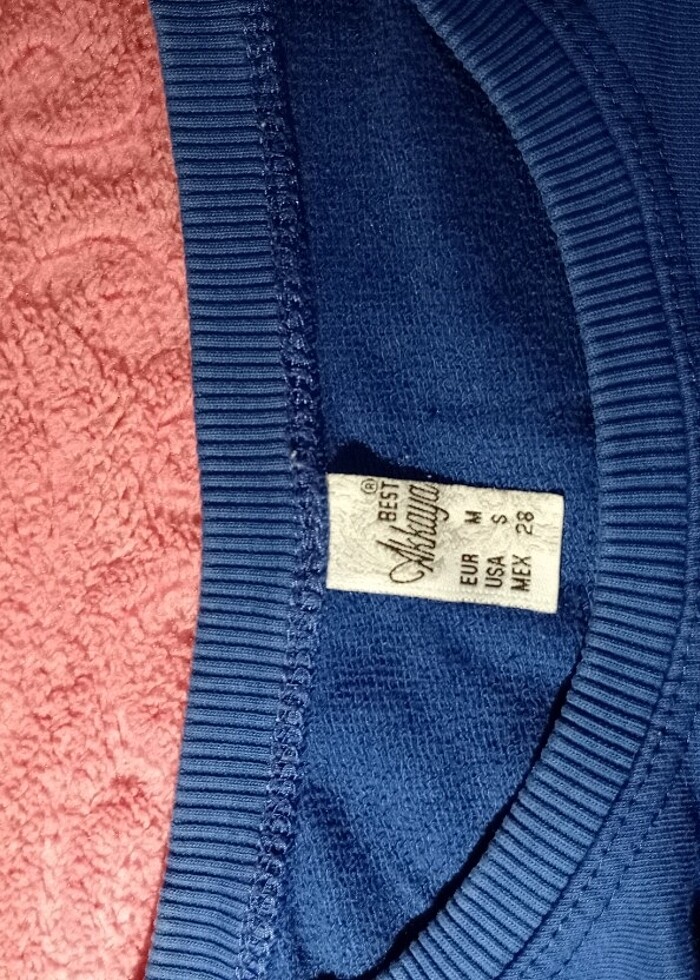 ®
BEST
Akkaya
EUR M
USA S
MEX 28